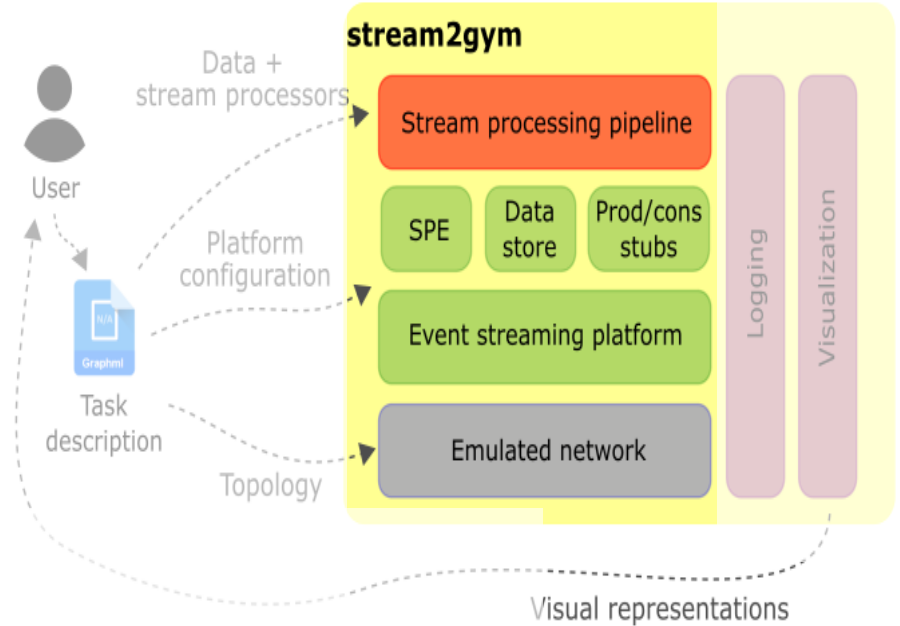 stream2gym
Data +
stream processors
Stream processing pipeline
User
SPE
Data
store
Prod/cons
stubs
Platform
configuration
Event streaming platform
N/A
Graphml
Task
description
Emulated network
Topology
Logging
Visualization
Visual representations